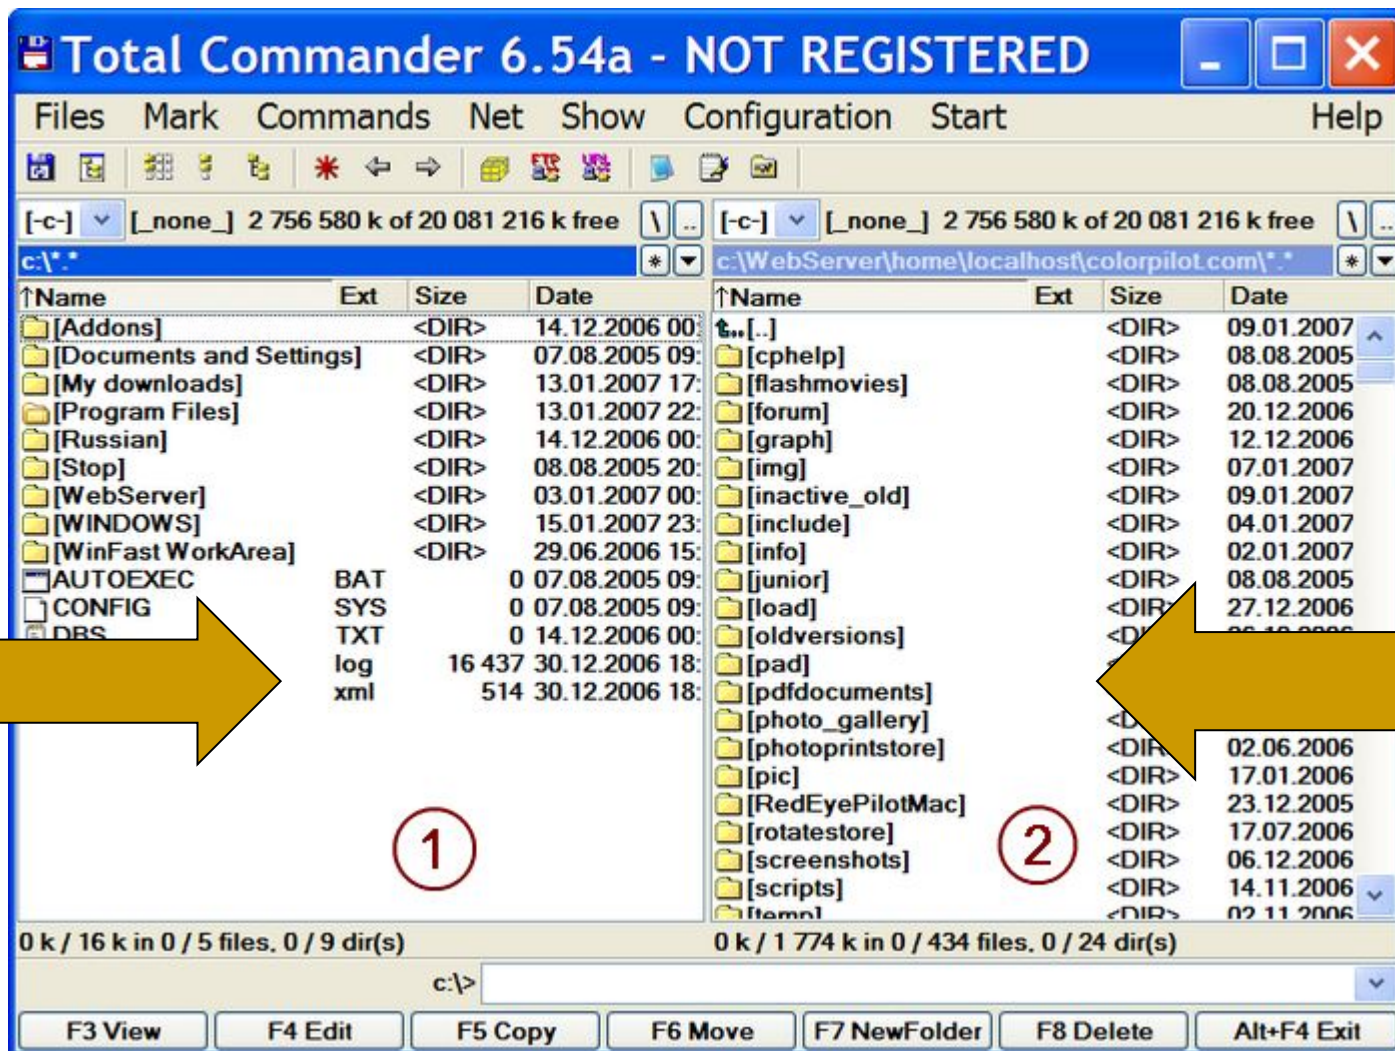 Total Commander 6.54a - NOT REGISTERED
Files Mark Commands Net Show Configuration Start Help
[-c-] [_none_] 2 756 580 k of 20 081 216 k free \ ..
c:\*.* *
↑Name Ext Size Date
[Addons] <DIR> 14.12.2006 00:
[Documents and Settings] <DIR> 07.08.2005 09:
[My downloads] <DIR> 13.01.2007 17:
[Program Files] <DIR> 13.01.2007 22:
[Russian] <DIR> 14.12.2006 00:
[Stop] <DIR> 08.08.2005 20:
[WebServer] <DIR> 03.01.2007 00:
[WINDOWS] <DIR> 15.01.2007 23:
[WinFast WorkArea] <DIR> 29.06.2006 15:
AUTOEXEC BAT 0 07.08.2005 09:
CONFIG SYS 0 07.08.2005 09:
DBS TXT 0 14.12.2006 00:
log 16 437 30.12.2006 18:
xml 514 30.12.2006 18:
1
0 k / 16 k in 0 / 5 files, 0 / 9 dir(s)
[-c-] [_none_] 2 756 580 k of 20 081 216 k free \ ..
c:\WebServer\home\localhost\colorpilot.com\*.* *
↑Name Ext Size Date
[..] <DIR> 09.01.2007
[cphelp] <DIR> 08.08.2005
[flashmovies] <DIR> 08.08.2005
[forum] <DIR> 20.12.2006
[graph] <DIR> 12.12.2006
[img] <DIR> 07.01.2007
[inactive_old] <DIR> 09.01.2007
[include] <DIR> 04.01.2007
[info] <DIR> 02.01.2007
[junior] <DIR> 08.08.2005
[load] <DIR> 27.12.2006
[oldversions]
[pad]
[pdfdocuments]
[photo_gallery]
[photoprintstore] <DIR> 02.06.2006
[pic] <DIR> 17.01.2006
[RedEyePilotMac] <DIR> 23.12.2005
[rotatestore] <DIR> 17.07.2006
[screenshots] <DIR> 06.12.2006
[scripts] <DIR> 14.11.2006
[temp] <DIR> 02.11.2006
2
0 k / 1 774 k in 0 / 434 files, 0 / 24 dir(s)
c:\>
F3 View F4 Edit F5 Copy F6 Move F7 NewFolder F8 Delete Alt+F4 Exit